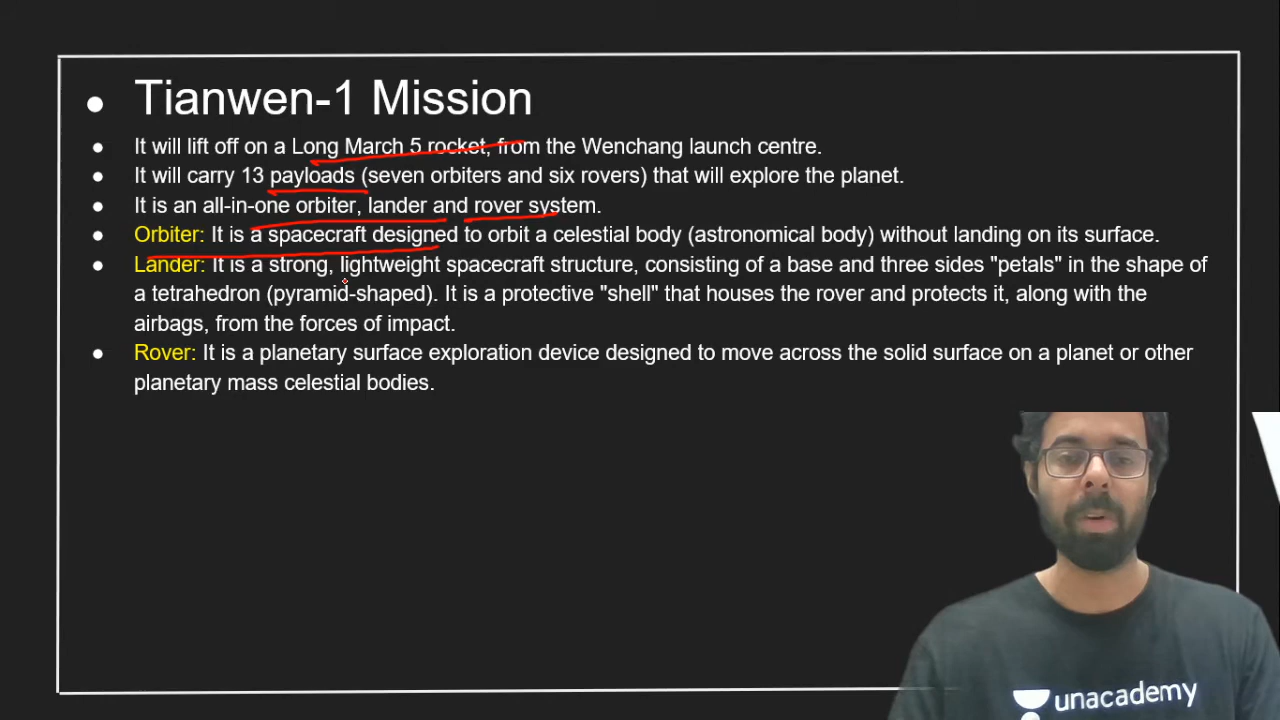 Tianwen-1 Mission
It will lift off on a Long March 5 rocket, from the Wenchang launch centre.
It will carry 13 payloads (seven orbiters and six rovers) that will explore the planet.
It is an all-in-one orbiter, lander and rover system.
Orbiter: It is a spacecraft designed to orbit a celestial body (astronomical body) without landing on its surface.
Lander: It is a strong, lightweight spacecraft structure, consisting of a base and three sides "petals" in the shape of
a tetrahedron (pyramid-shaped). It is a protective "shell" that houses the rover and protects it, along with the
airbags, from the forces of impact.
Rover: It is a planetary surface exploration device designed to move across the solid surface on a planet or other
planetary mass celestial bodies.
unacademy